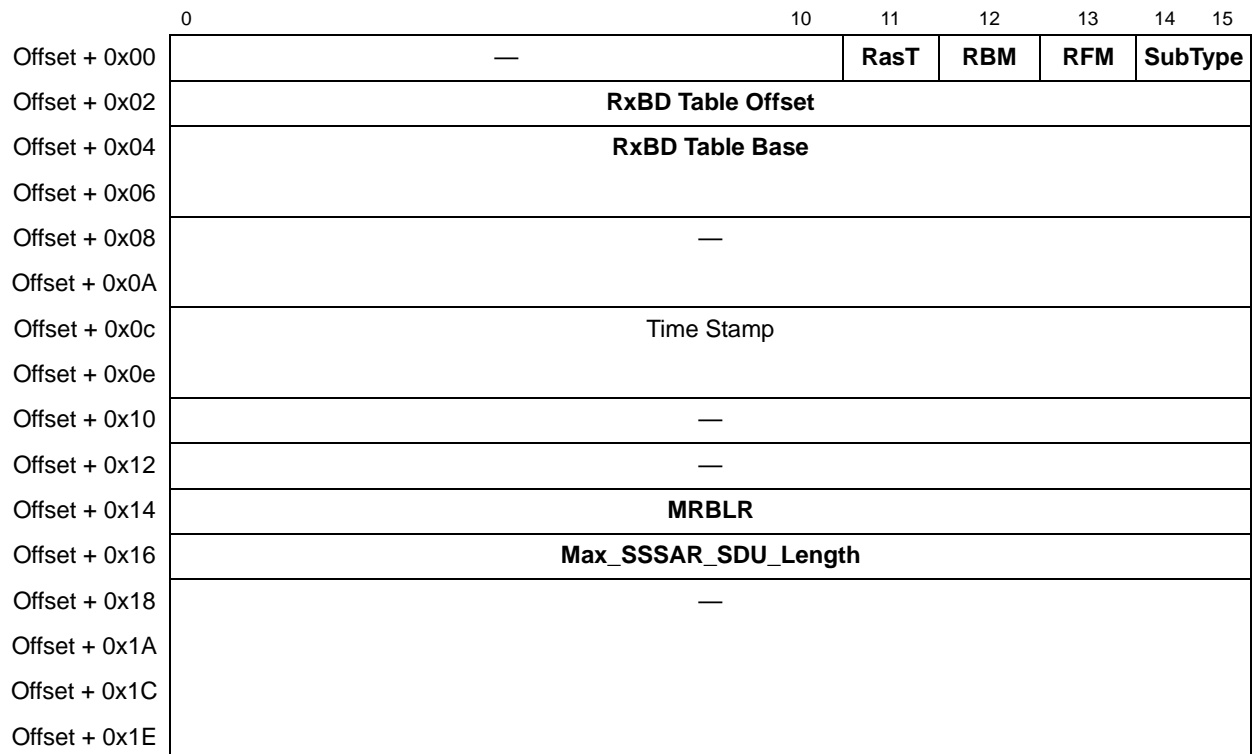 0 10 11 12 13 14 15
Offset + 0x00 — RasT RBM RFM SubType
Offset + 0x02 RxBD Table Offset
Offset + 0x04 RxBD Table Base
Offset + 0x06
Offset + 0x08 —
Offset + 0x0A
Offset + 0x0c Time Stamp
Offset + 0x0e
Offset + 0x10 —
Offset + 0x12 —
Offset + 0x14 MRBLR
Offset + 0x16 Max_SSSAR_SDU_Length
Offset + 0x18 —
Offset + 0x1A
Offset + 0x1C
Offset + 0x1E